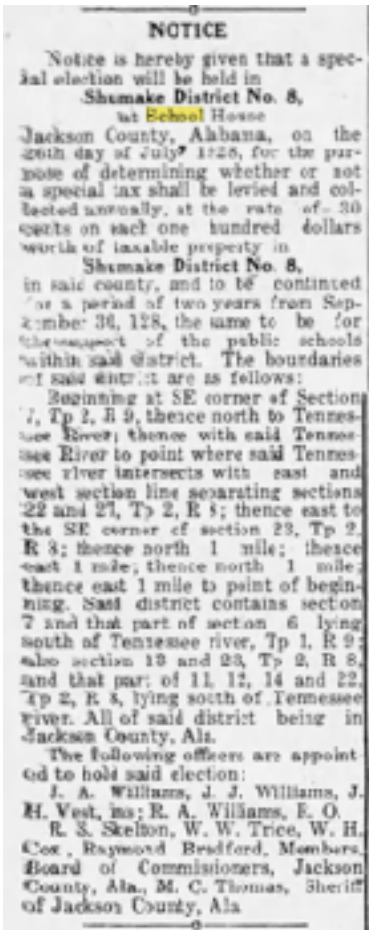 NOTICE
Notice is hereby given that a spec-
ial election will be held in
Shumake District No. 8,
at School House
Jackson County, Alabama, on the
day of July 1928, for the pur-
pose of determining whether or not
a special tax shall be levied and col-
lected annually, at the rate of 30
cents on each one hundred dollars
worth of taxable property in
Shumake District No. 8,
in said county, and to be continued
for a period of two years from Sep-
tember 30, 128, the same to be for
the support of the public schools
within said district. The boundaries
of said district are as follows:
Beginning at SE corner of Section
7, Tp 2, R 9, thence north to Tennes-
see River; thence with said Tennes-
see River to point where said Tennes-
see river intersects with east and
west section line separating sections
22 and 27, Tp 2, R 8; thence east to
the SE corner of section 23, Tp 2,
R 8; thence north 1 mile; thence
east 1 mile; thence north 1 mile;
thence east 1 mile to point of begin-
ning. Said district contains section
7 and that part of section 6 lying
south of Tennessee river, Tp 1, R 9;
also section 13 and 23, Tp 2, R 8,
and that part of 11, 12, 14 and 22,
Tp 2, R 8, lying south of Tennessee
river. All of said district being in
Jackson County, Ala.
The following officers are appoint-
ed to hold said election:
J. A. Williams, J. J. Williams, J.
H. Vest, ins; R. A. Williams, R. O.
R. S. Skelton, W. W. Trice, W. H.
Cox, Raymond Bradford, Members,
Board of Commissioners, Jackson
County, Ala., M. C. Thomas, Sheriff
of Jackson County, Ala